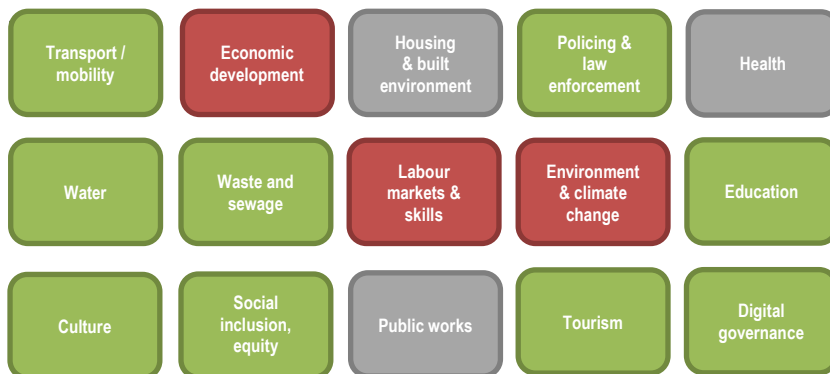 Transport /
mobility
Economic
development
Housing
& built
environment
Policing &
law
enforcement
Health
Water
Waste and
sewage
Labour
markets &
skills
Environment
& climate
change
Education
Culture
Social
inclusion,
equity
Public works
Tourism
Digital
governance